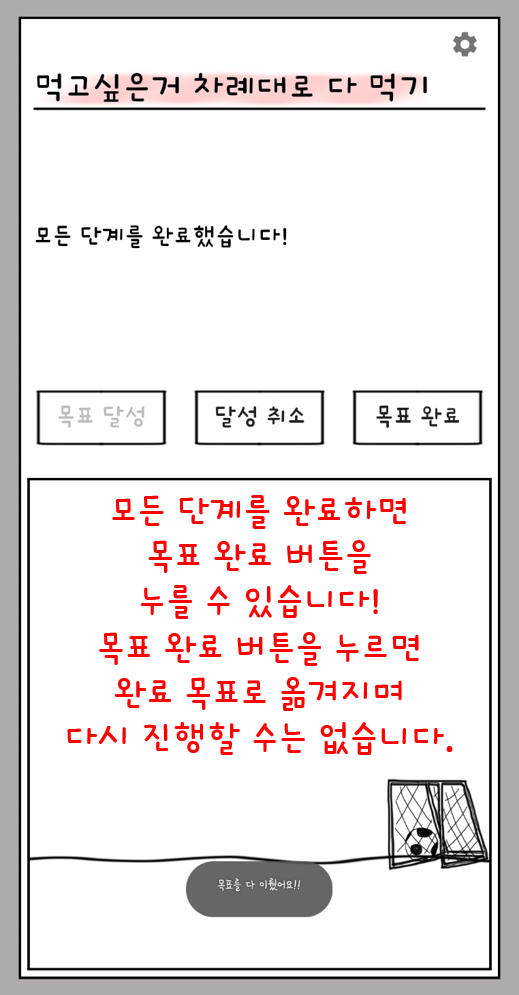 먹고싶은거 차례대로 다 먹기
모든 단계를 완료했습니다!
목표 달성
달성 취소
목표 완료
모든 단계를 완료하면
목표 완료 버튼을
누를 수 있습니다!
목표 완료 버튼을 누르면
완료 목표로 옮겨지며
다시 진행할 수는 없습니다.
목표를 다 이뤘어요!!